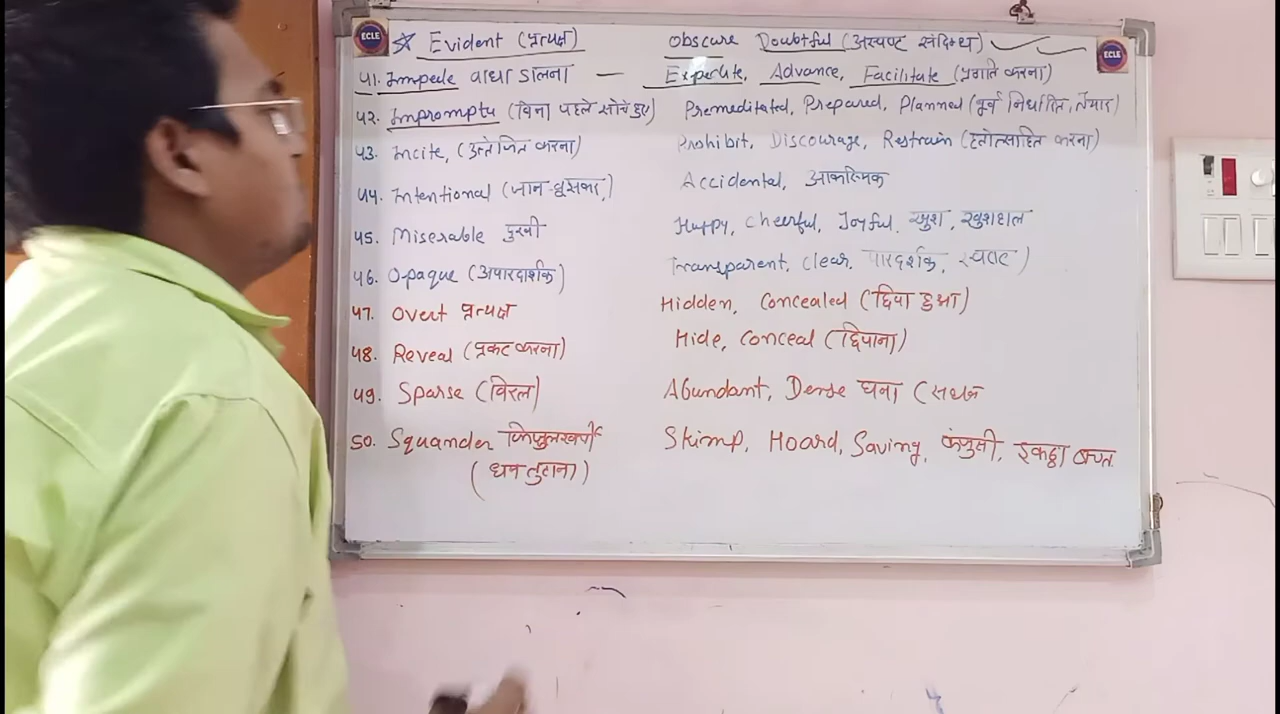 ECLE ☆ Evident (प्रत्यक्ष) obscure Doubtful (अस्पष्ट संदिग्ध) ECLE
41. Impede बाधा डालना — Expedite, Advance, Facilitate (प्रगति करना)
42. Impromptu (बिना पहले सोचे हुए) Premeditated, Prepared, Planned (पूर्व निर्धारित, तैयार)
43. Incite, (उत्तेजित करना) Prohibit, Discourage, Restrain (हतोत्साहित करना)
44. Intentional (जान-बूझकर,) Accidental, आकस्मिक
45. Miserable दुखी Happy, Cheerful, Joyful, खुश, खुशहाल
46. Opaque (अपारदर्शक) Transparent, Clear, पारदर्शक,
47. Overt प्रत्यक्ष Hidden, Concealed (छिपा हुआ)
48. Reveal (प्रकट करना) Hide, Conceal (छिपाना)
49. Sparse (विरल) Abundant, Dense घना
50. Squander Skimp, Hoard, Saving, कंजुसी, इकट्ठा बचत.
(धन लुटाना)